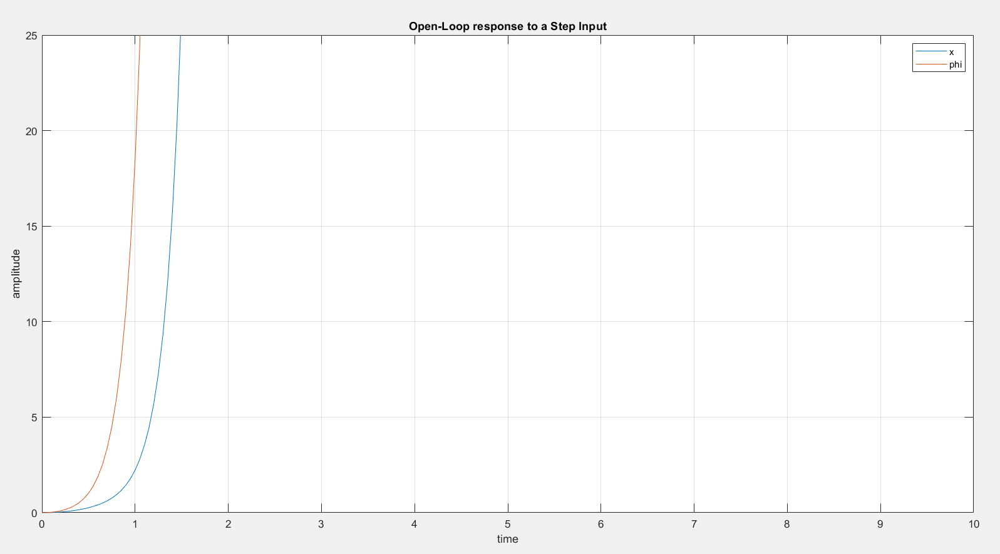 Open-Loop response to a Step Input
x
phi
25
20
15
10
5
0
amplitude
0 1 2 3 4 5 6 7 8 9 10
time